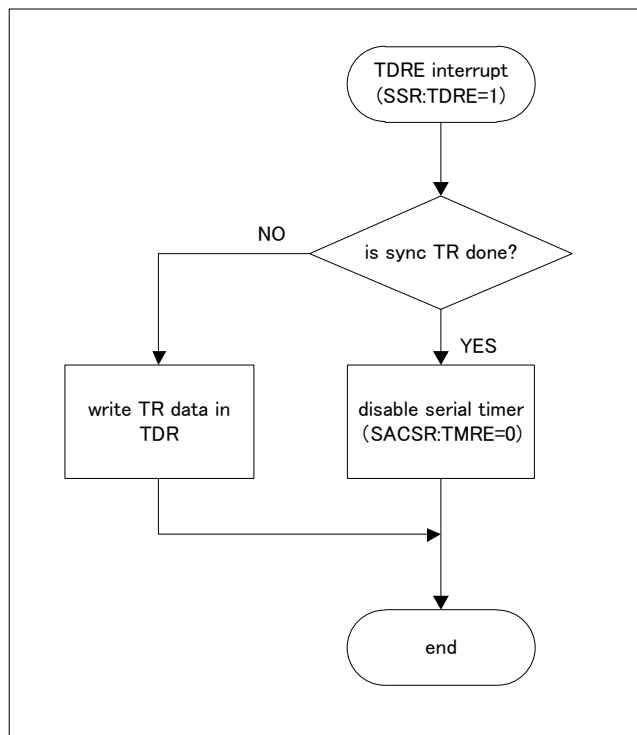 TDRE interrupt
(SSR:TDRE=1)
is sync TR done?
NO
YES
write TR data in
TDR
disable serial timer
(SACSR:TMRE=0)
end